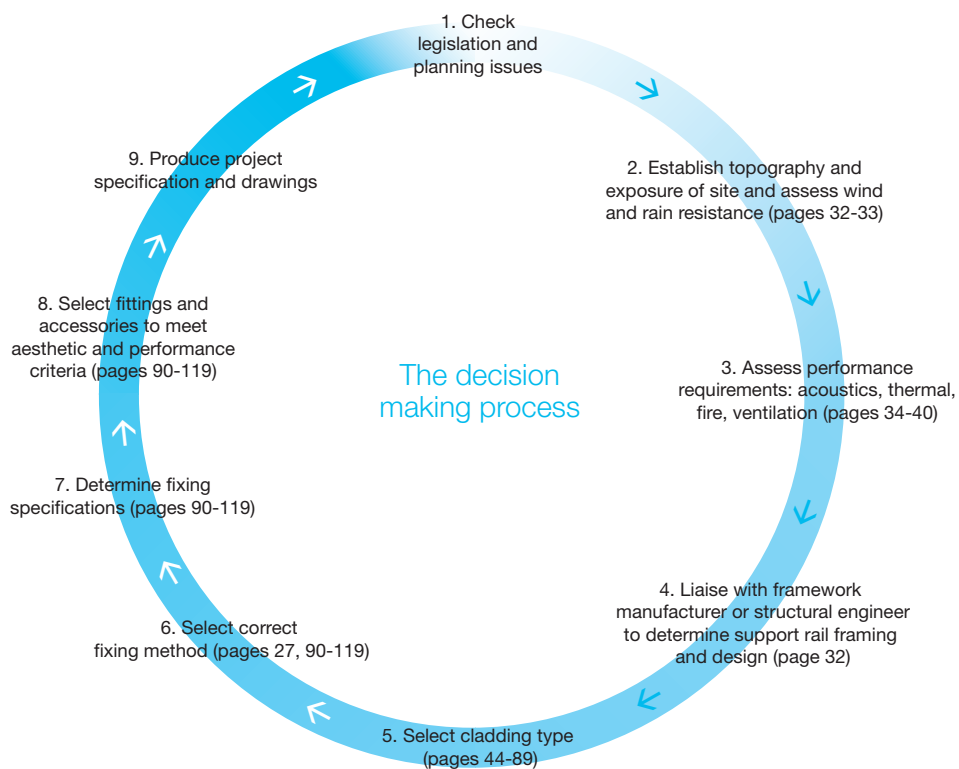 1. Check
legislation and
planning issues
2. Establish topography and
exposure of site and assess wind
and rain resistance (pages 32-33)
3. Assess performance
requirements: acoustics, thermal,
fire, ventilation (pages 34-40)
4. Liaise with framework
manufacturer or structural engineer
to determine support rail framing
and design (page 32)
5. Select cladding type
(pages 44-89)
6. Select correct
fixing method (pages 27, 90-119)
7. Determine fixing
specifications (pages 90-119)
8. Select fittings and
accessories to meet
aesthetic and performance
criteria (pages 90-119)
9. Produce project
specification and drawings
The decision
making process